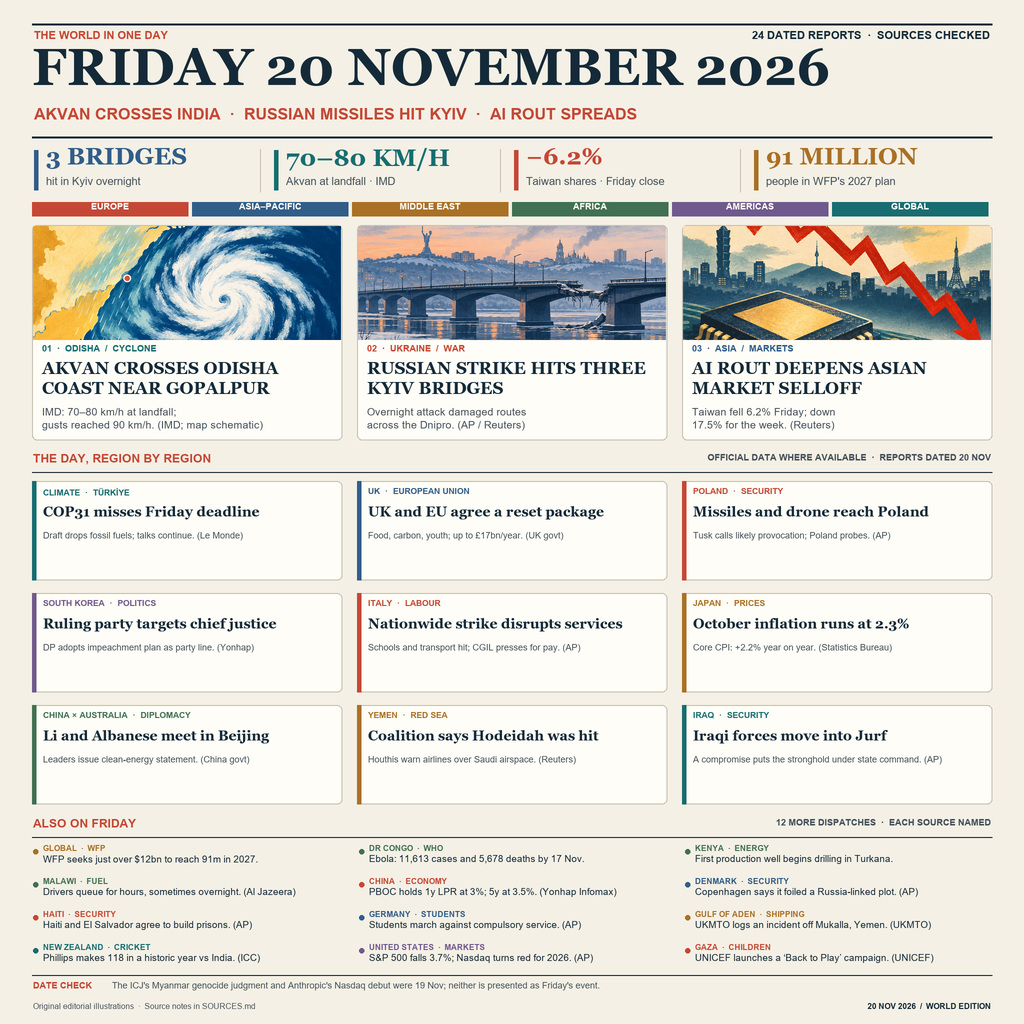 THE WORLD IN ONE DAY
24 DATED REPORTS · SOURCES CHECKED
FRIDAY 20 NOVEMBER 2026
AKVAN CROSSES INDIA · RUSSIAN MISSILES HIT KYIV · AI ROUT SPREADS
3 BRIDGES
hit in Kyiv overnight
70–80 KM/H
Akvan at landfall · IMD
−6.2%
Taiwan shares · Friday close
91 MILLION
people in WFP's 2027 plan
EUROPE
ASIA–PACIFIC
MIDDLE EAST
AFRICA
AMERICAS
GLOBAL
01 · ODISHA / CYCLONE
AKVAN CROSSES ODISHA
COAST NEAR GOPALPUR
IMD: 70–80 km/h at landfall;
gusts reached 90 km/h. (IMD; map schematic)
02 · UKRAINE / WAR
RUSSIAN STRIKE HITS THREE
KYIV BRIDGES
Overnight attack damaged routes
across the Dnipro. (AP / Reuters)
03 · ASIA / MARKETS
AI ROUT DEEPENS ASIAN
MARKET SELLOFF
Taiwan fell 6.2% Friday; down
17.5% for the week. (Reuters)
THE DAY, REGION BY REGION
OFFICIAL DATA WHERE AVAILABLE · REPORTS DATED 20 NOV
CLIMATE · TÜRKİYE
COP31 misses Friday deadline
Draft drops fossil fuels; talks continue. (Le Monde)
UK · EUROPEAN UNION
UK and EU agree a reset package
Food, carbon, youth; up to £17bn/year. (UK govt)
POLAND · SECURITY
Missiles and drone reach Poland
Tusk calls likely provocation; Poland probes. (AP)
SOUTH KOREA · POLITICS
Ruling party targets chief justice
DP adopts impeachment plan as party line. (Yonhap)
ITALY · LABOUR
Nationwide strike disrupts services
Schools and transport hit; CGIL presses for pay. (AP)
JAPAN · PRICES
October inflation runs at 2.3%
Core CPI: +2.2% year on year. (Statistics Bureau)
CHINA × AUSTRALIA · DIPLOMACY
Li and Albanese meet in Beijing
Leaders issue clean-energy statement. (China govt)
YEMEN · RED SEA
Coalition says Hodeidah was hit
Houthis warn airlines over Saudi airspace. (Reuters)
IRAQ · SECURITY
Iraqi forces move into Jurf
A compromise puts the stronghold under state command. (AP)
ALSO ON FRIDAY
12 MORE DISPATCHES · EACH SOURCE NAMED
GLOBAL · WFP
WFP seeks just over $12bn to reach 91m in 2027.
DR CONGO · WHO
Ebola: 11,613 cases and 5,678 deaths by 17 Nov.
KENYA · ENERGY
First production well begins drilling in Turkana.
MALAWI · FUEL
Drivers queue for hours, sometimes overnight. (Al Jazeera)
CHINA · ECONOMY
PBOC holds 1y LPR at 3%; 5y at 3.5%. (Yonhap Infomax)
DENMARK · SECURITY
Copenhagen says it foiled a Russia-linked plot. (AP)
HAITI · SECURITY
Haiti and El Salvador agree to build prisons. (AP)
GERMANY · STUDENTS
Students march against compulsory service. (AP)
GULF OF ADEN · SHIPPING
UKMTO logs an incident off Mukalla, Yemen. (UKMTO)
NEW ZEALAND · CRICKET
Phillips makes 118 in a historic year vs India. (ICC)
UNITED STATES · MARKETS
S&P 500 falls 3.7%; Nasdaq turns red for 2026. (AP)
GAZA · CHILDREN
UNICEF launches a ‘Back to Play’ campaign. (UNICEF)
DATE CHECK The ICJ's Myanmar genocide judgment and Anthropic's Nasdaq debut were 19 Nov; neither is presented as Friday's event.
Original editorial illustrations · Source notes in SOURCES.md
20 NOV 2026 / WORLD EDITION